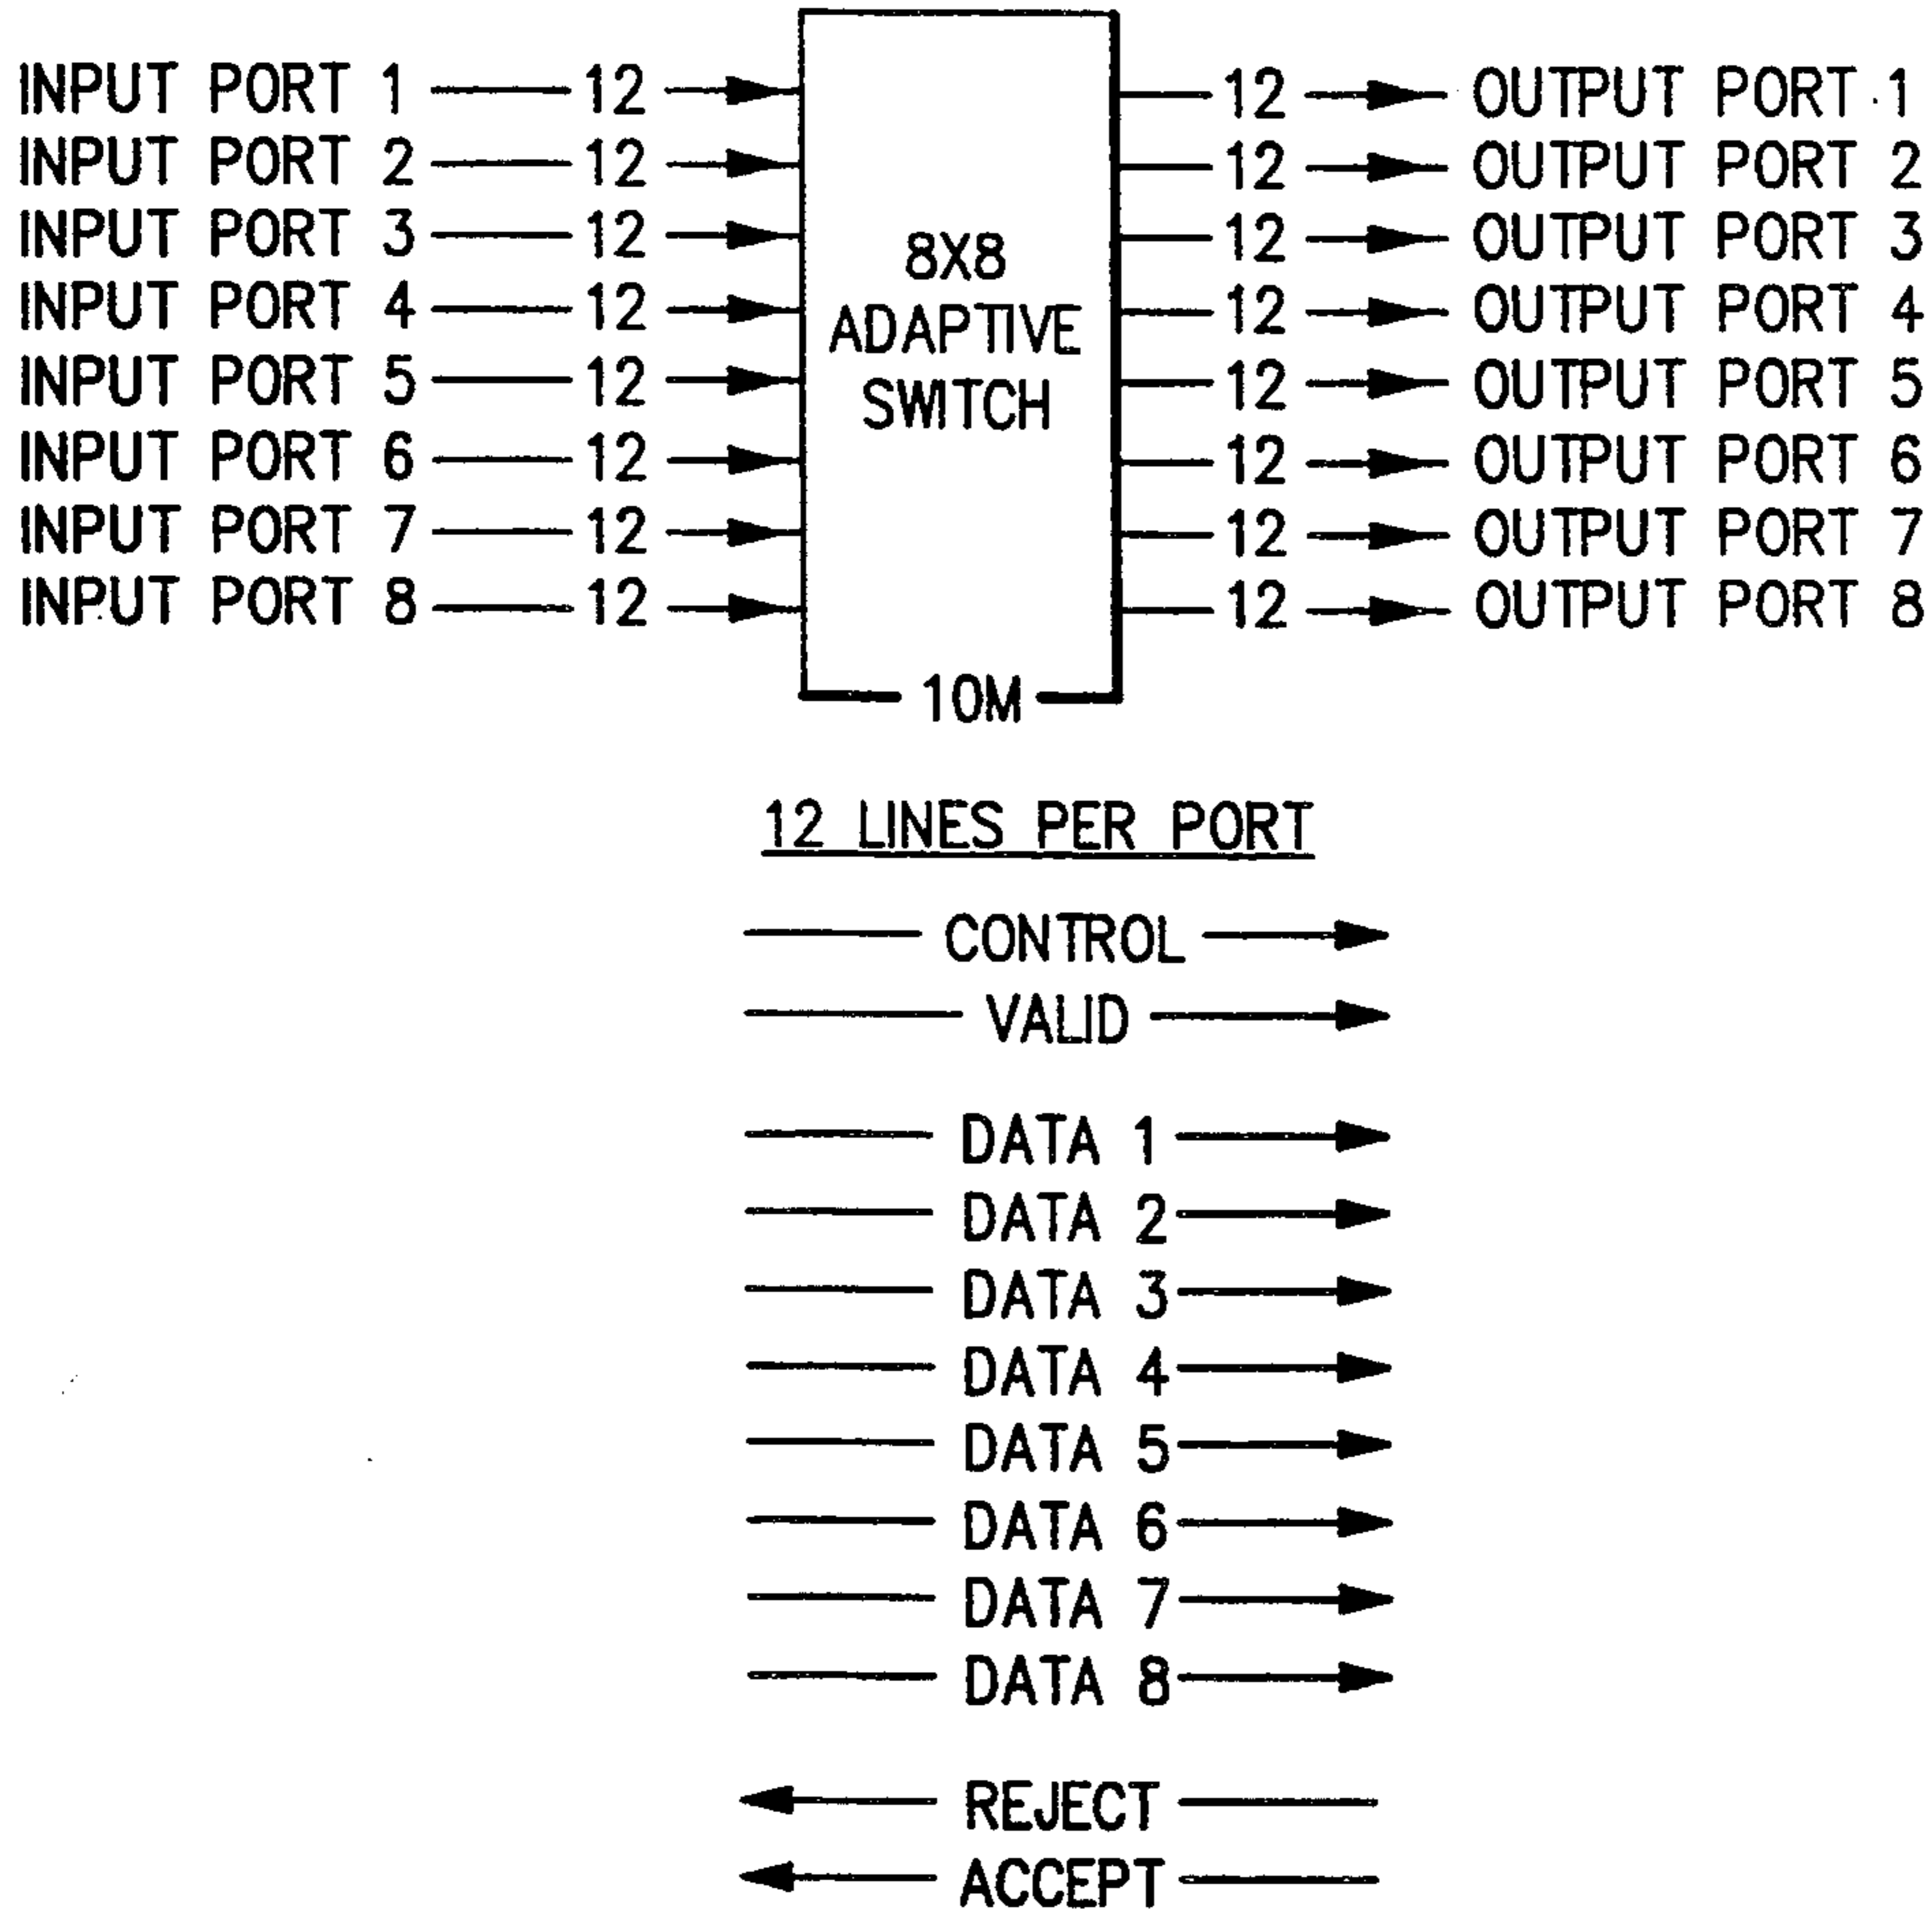 INPUT PORT 1 12 12 OUTPUT PORT 1
INPUT PORT 2 12 12 OUTPUT PORT 2
INPUT PORT 3 12 12 OUTPUT PORT 3
INPUT PORT 4 12 12 OUTPUT PORT 4
INPUT PORT 5 12 12 OUTPUT PORT 5
INPUT PORT 6 12 12 OUTPUT PORT 6
INPUT PORT 7 12 12 OUTPUT PORT 7
INPUT PORT 8 12 12 OUTPUT PORT 8
8X8
ADAPTIVE
SWITCH
10M
12 LINES PER PORT
CONTROL
VALID
DATA 1
DATA 2
DATA 3
DATA 4
DATA 5
DATA 6
DATA 7
DATA 8
REJECT
ACCEPT